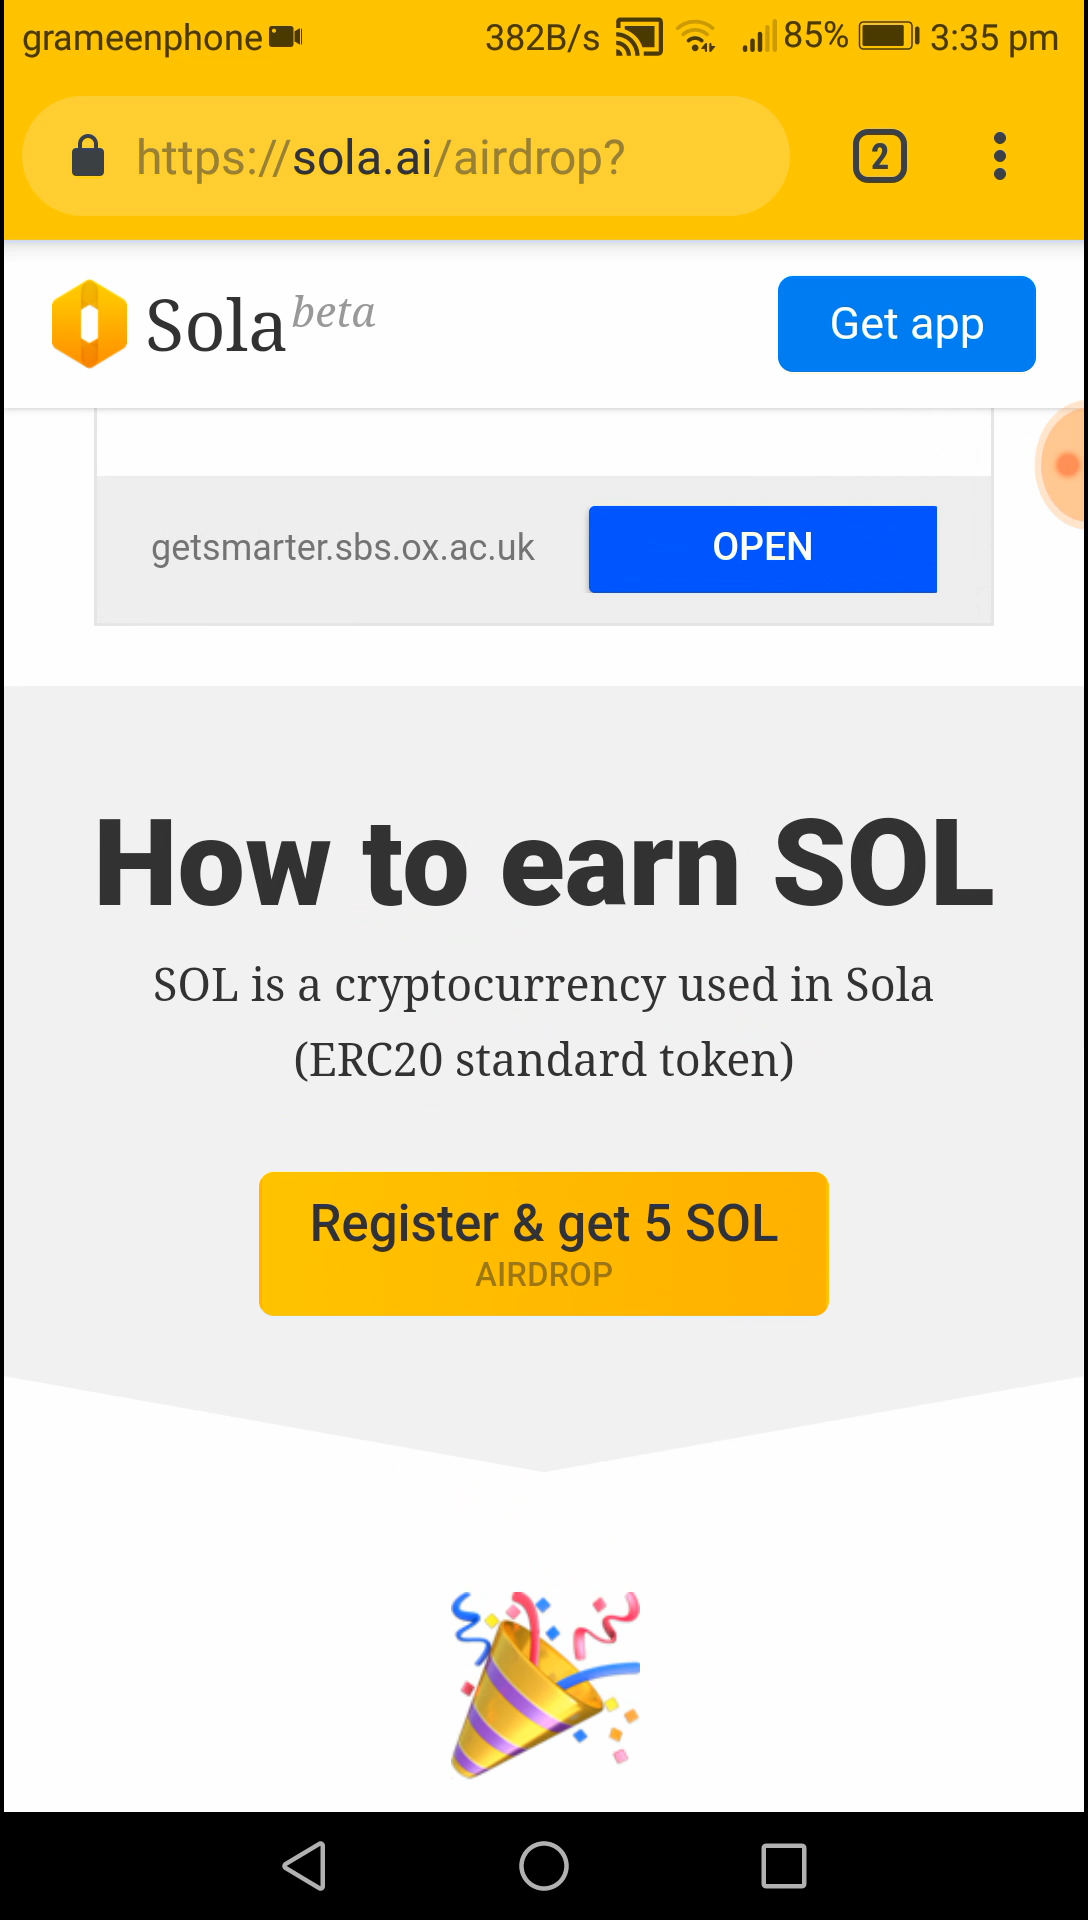 grameenphone 382B/s 85% 3:35 pm
https://sola.ai/airdrop? 2
Sola beta Get app
getsmarter.sbs.ox.ac.uk OPEN
How to earn SOL
SOL is a cryptocurrency used in Sola
(ERC20 standard token)
Register & get 5 SOL
AIRDROP